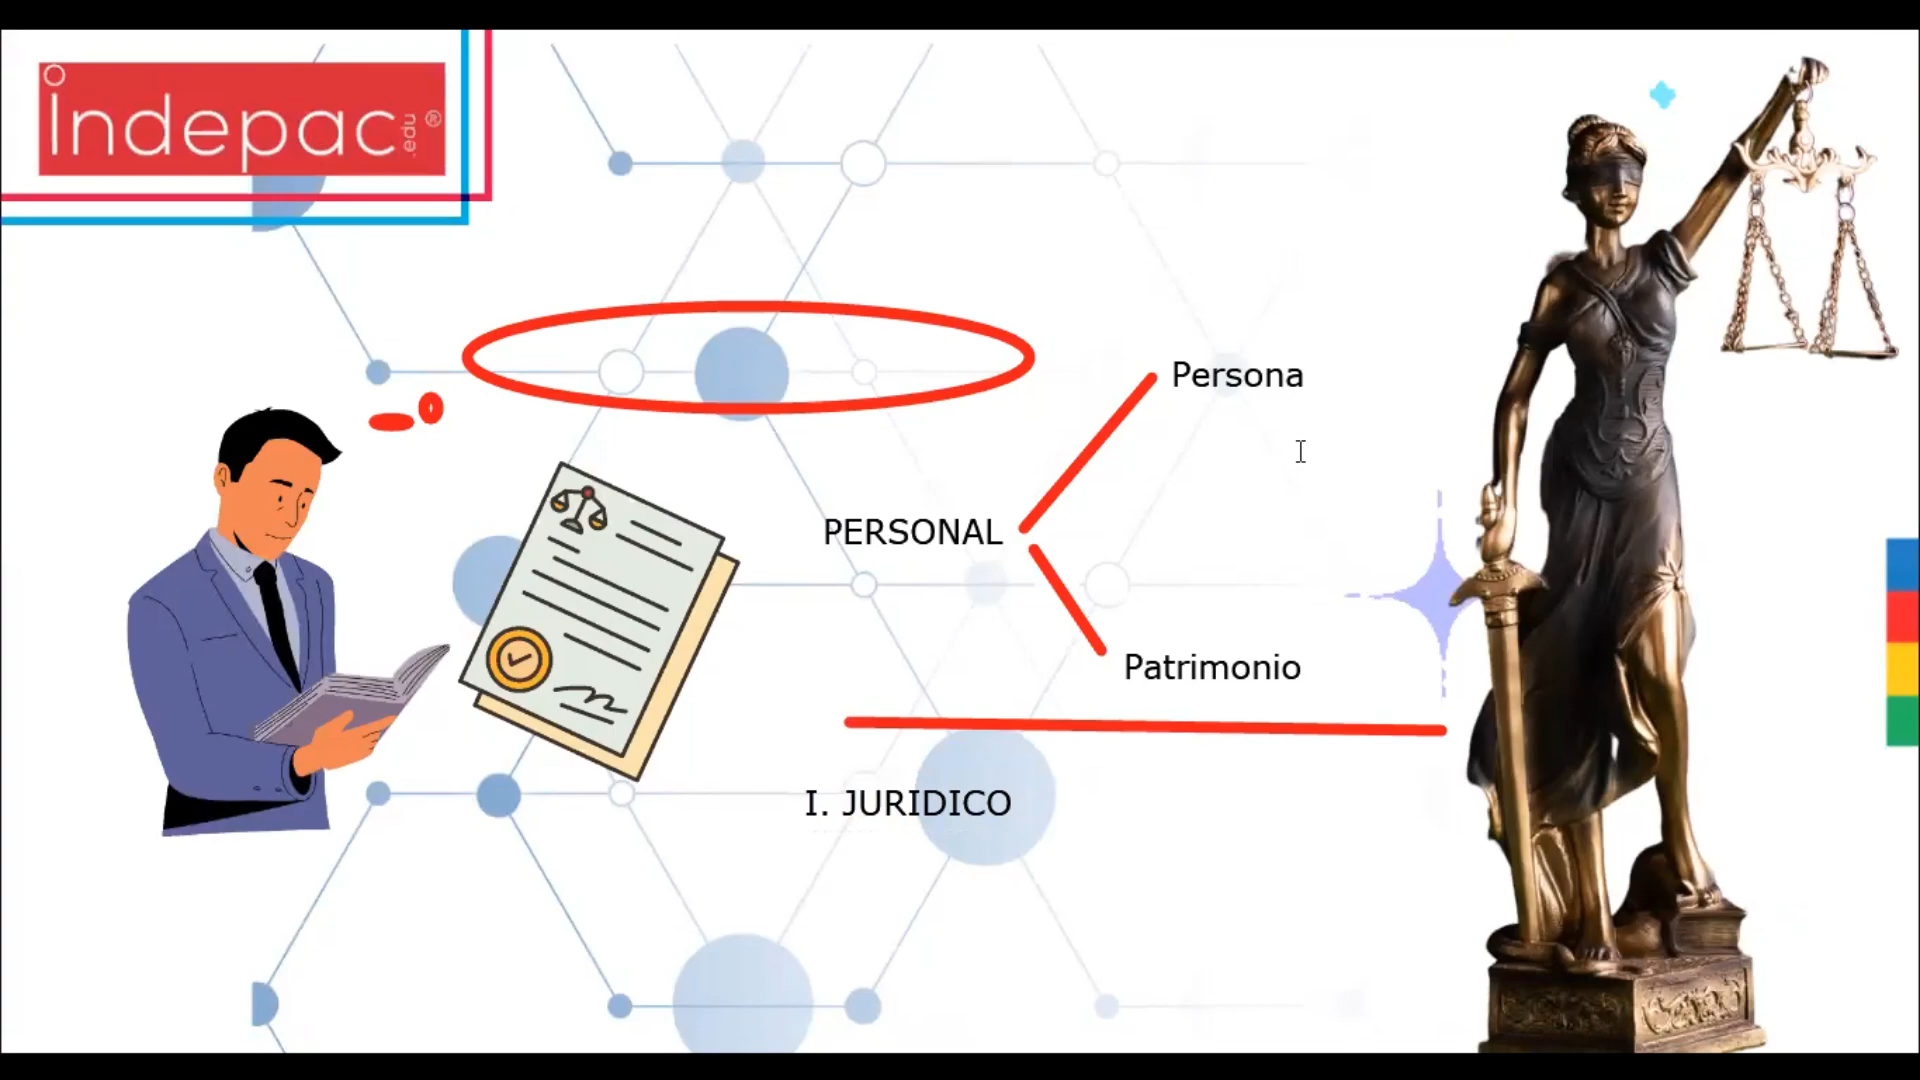 indepac
.edu
®
Persona
PERSONAL
Patrimonio
I. JURIDICO